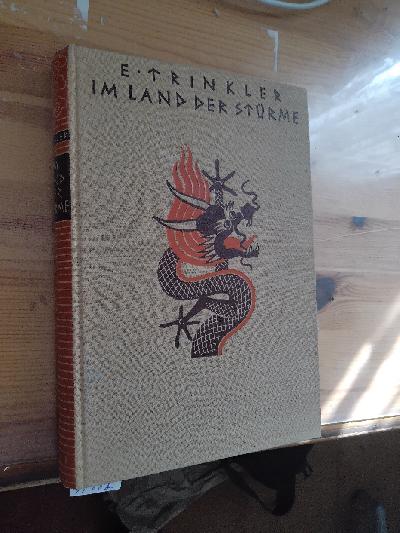 E·TRINKLER
IM LAND DER STÜRME